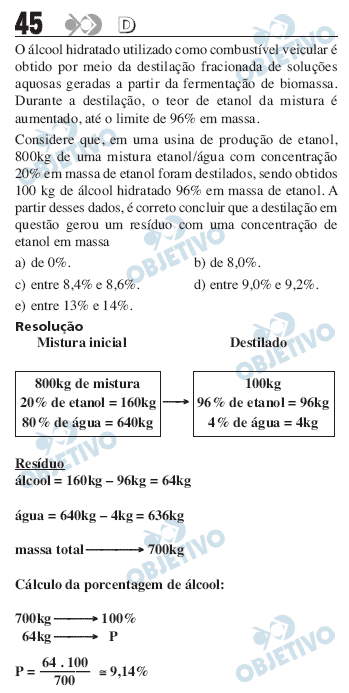 45 D
O álcool hidratado utilizado como combustível veicular é
obtido por meio da destilação fracionada de soluções
aquosas geradas a partir da fermentação de biomassa.
Durante a destilação, o teor de etanol da mistura é
aumentado, até o limite de 96% em massa.
Considere que, em uma usina de produção de etanol,
800kg de uma mistura etanol/água com concentração
20% em massa de etanol foram destilados, sendo obtidos
100 kg de álcool hidratado 96% em massa de etanol. A
partir desses dados, é correto concluir que a destilação em
questão gerou um resíduo com uma concentração de
etanol em massa
a) de 0%. b) de 8,0%.
c) entre 8,4% e 8,6%. d) entre 9,0% e 9,2%.
e) entre 13% e 14%.
Resolução
Mistura inicial Destilado
800kg de mistura 100kg
20% de etanol = 160kg 96% de etanol = 96kg
80% de água = 640kg 4% de água = 4kg
Resíduo
álcool = 160kg – 96kg = 64kg
água = 640kg – 4kg = 636kg
massa total → 700kg
Cálculo da porcentagem de álcool:
700kg → 100%
64kg → P
P = 64 . 100 / 700 ≅ 9,14%
OBJETIVO
OBJETIVO
OBJETIVO
OBJETIVO
OBJETIVO
OBJETIVO
OBJETIVO